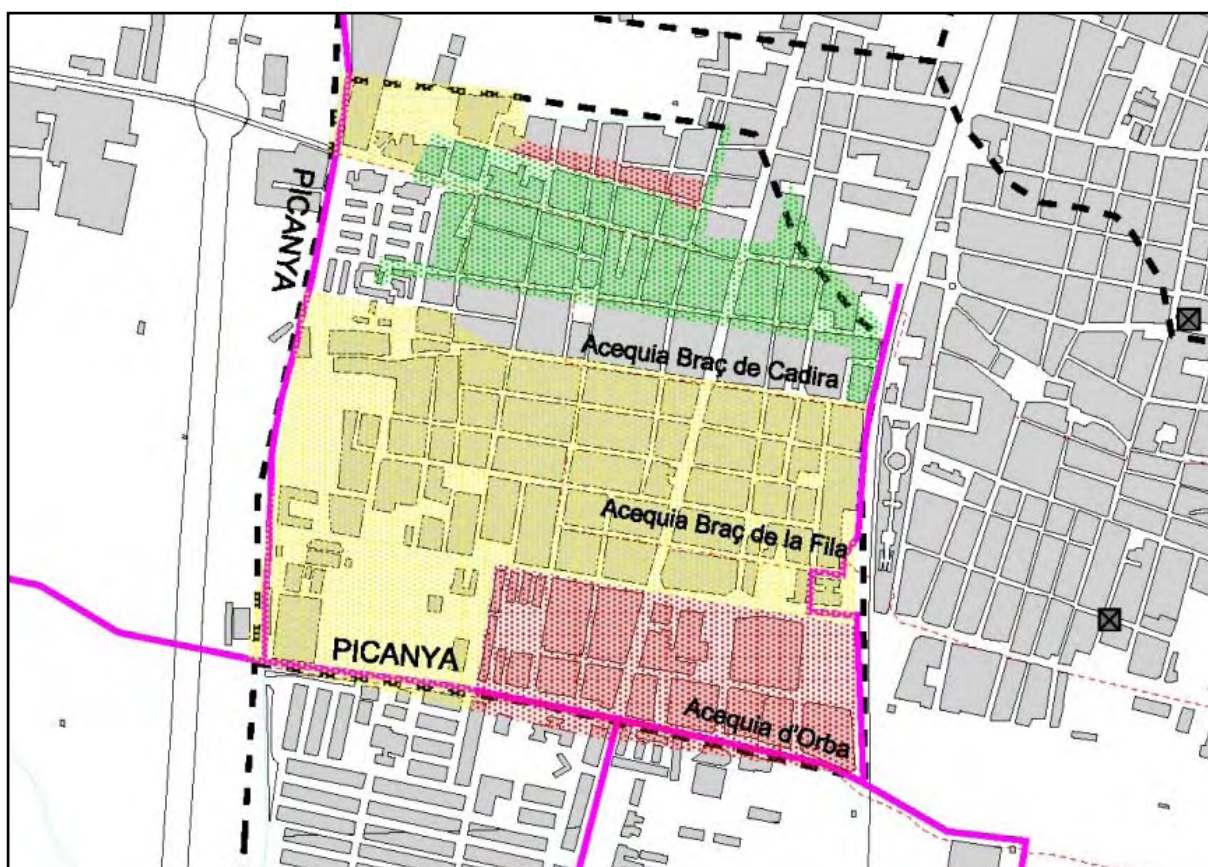 PICANYA
Acequia Braç de Cadira
Acequia Braç de la Fila
PICANYA
Acequia d'Orba